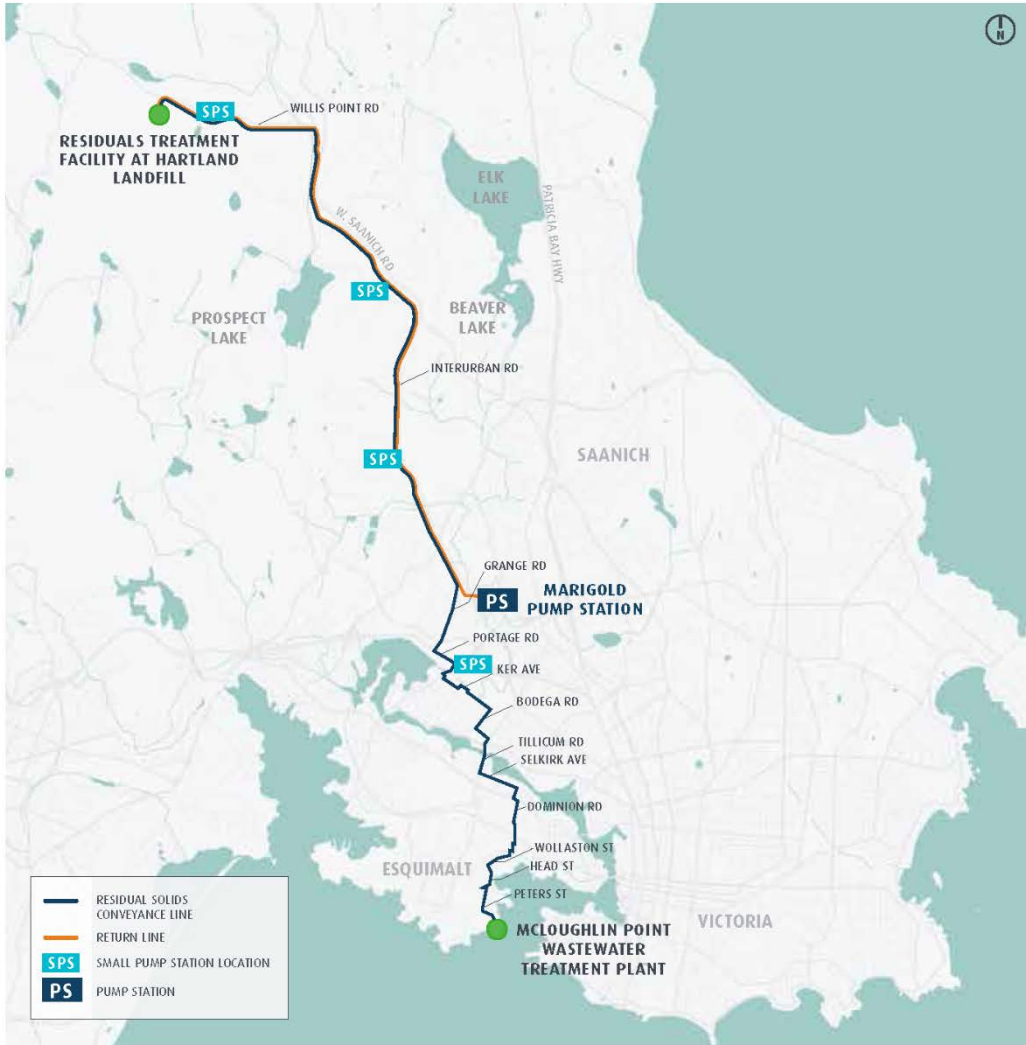 N
SPS
WILLIS POINT RD
RESIDUALS TREATMENT
FACILITY AT HARTLAND
LANDFILL
ELK
LAKE
PATRICIA BAY HWY
W. SAANICH RD
SPS
PROSPECT
LAKE
BEAVER
LAKE
INTERURBAN RD
SPS
SAANICH
GRANGE RD
PS
MARIGOLD
PUMP STATION
PORTAGE RD
SPS
KER AVE
BODEGA RD
TILLICUM RD
SELKIRK AVE
DOMINION RD
WOLLASTON ST
ESQUIMALT
HEAD ST
PETERS ST
VICTORIA
MCLOUGHLIN POINT
WASTEWATER
TREATMENT PLANT
RESIDUAL SOLIDS
CONVEYANCE LINE
RETURN LINE
SPS SMALL PUMP STATION LOCATION
PS PUMP STATION